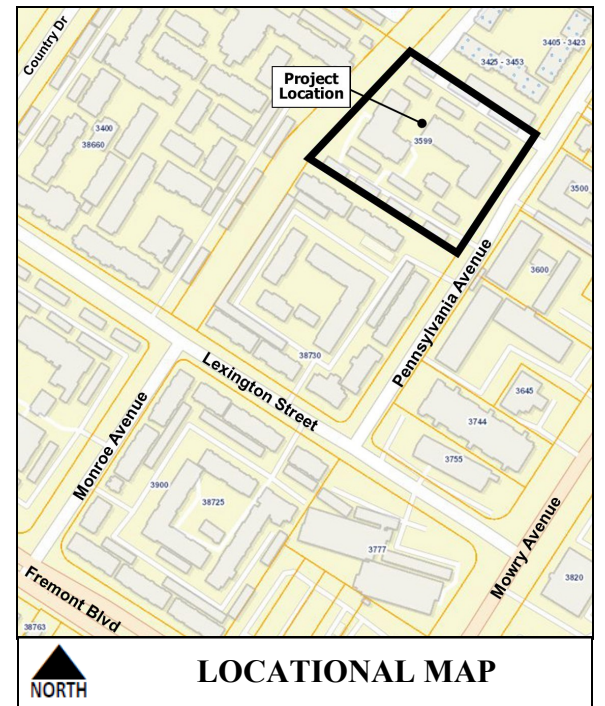 Country Dr
3405 - 3423
3425 - 3453
Project
Location
3400
38660
3599
3500
3600
Pennsylvania Avenue
38730
Lexington Street
3645
3744
3755
Monroe Avenue
3900
38725
3777
Mowry Avenue
3820
Fremont Blvd
38763
NORTH
LOCATIONAL MAP